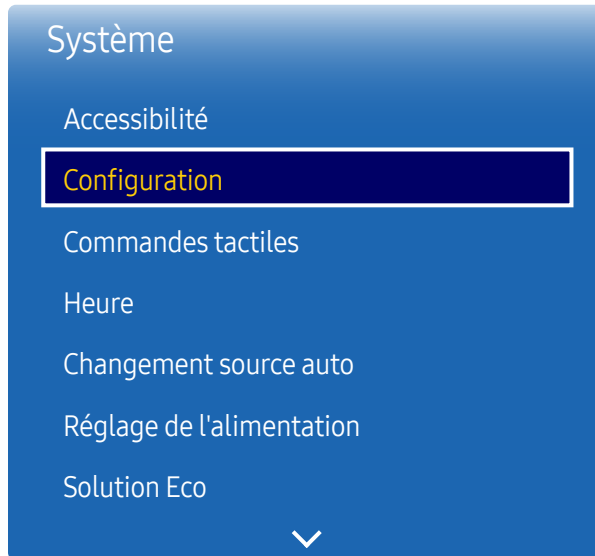 Système
Accessibilité
Configuration
Commandes tactiles
Heure
Changement source auto
Réglage de l'alimentation
Solution Eco